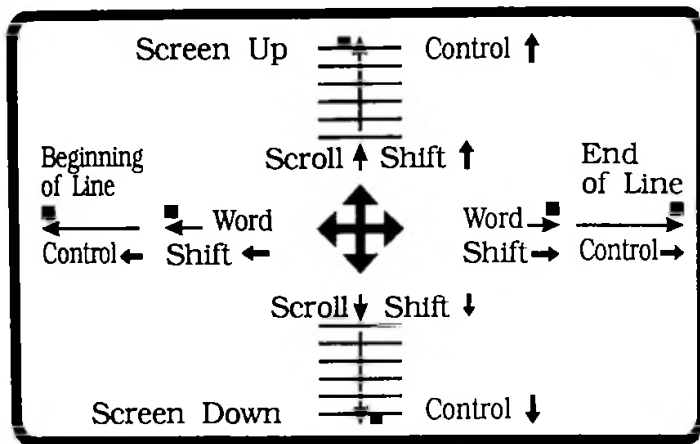 Screen Up Control ↑
Scroll ↑ Shift ↑
Beginning
of Line
End
of Line
← Word
Word →
Control ← Shift ←
Shift → Control →
Scroll ↓ Shift ↓
Screen Down Control ↓